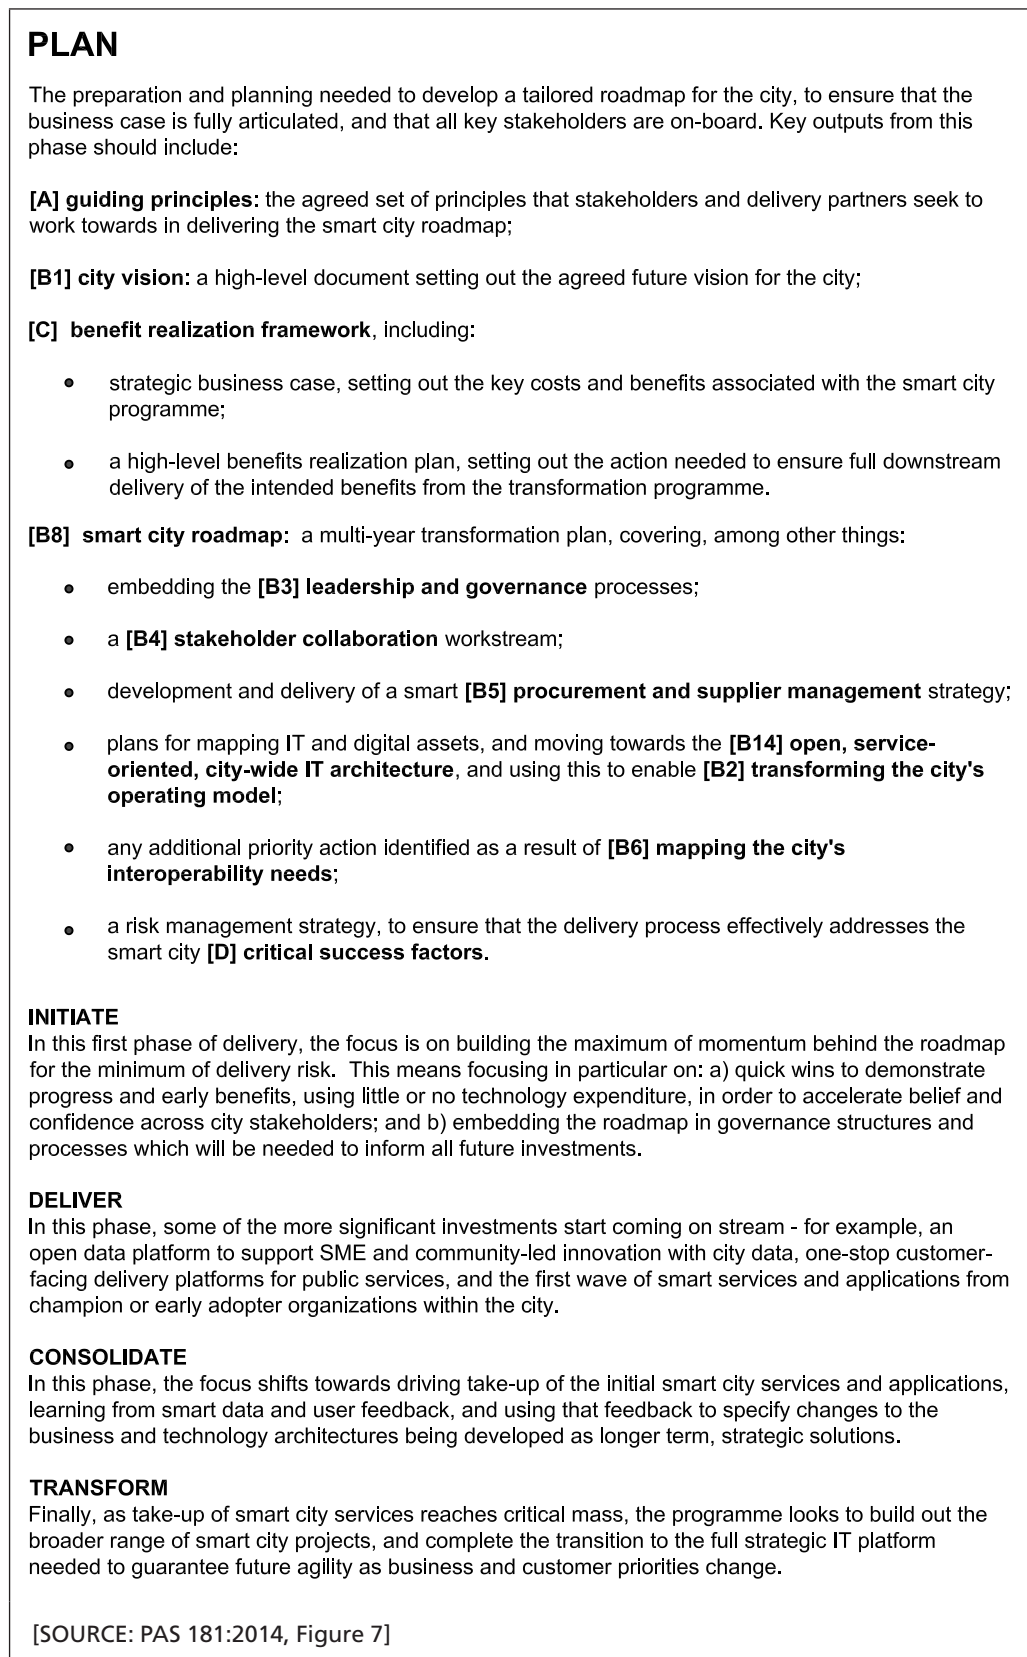 PLAN
The preparation and planning needed to develop a tailored roadmap for the city, to ensure that the
business case is fully articulated, and that all key stakeholders are on-board. Key outputs from this
phase should include:
[A] guiding principles: the agreed set of principles that stakeholders and delivery partners seek to
work towards in delivering the smart city roadmap;
[B1] city vision: a high-level document setting out the agreed future vision for the city;
[C] benefit realization framework, including:
• strategic business case, setting out the key costs and benefits associated with the smart city
programme;
• a high-level benefits realization plan, setting out the action needed to ensure full downstream
delivery of the intended benefits from the transformation programme.
[B8] smart city roadmap: a multi-year transformation plan, covering, among other things:
• embedding the [B3] leadership and governance processes;
• a [B4] stakeholder collaboration workstream;
• development and delivery of a smart [B5] procurement and supplier management strategy;
• plans for mapping IT and digital assets, and moving towards the [B14] open, service-
oriented, city-wide IT architecture, and using this to enable [B2] transforming the city's
operating model;
• any additional priority action identified as a result of [B6] mapping the city's
interoperability needs;
• a risk management strategy, to ensure that the delivery process effectively addresses the
smart city [D] critical success factors.
INITIATE
In this first phase of delivery, the focus is on building the maximum of momentum behind the roadmap
for the minimum of delivery risk. This means focusing in particular on: a) quick wins to demonstrate
progress and early benefits, using little or no technology expenditure, in order to accelerate belief and
confidence across city stakeholders; and b) embedding the roadmap in governance structures and
processes which will be needed to inform all future investments.
DELIVER
In this phase, some of the more significant investments start coming on stream - for example, an
open data platform to support SME and community-led innovation with city data, one-stop customer-
facing delivery platforms for public services, and the first wave of smart services and applications from
champion or early adopter organizations within the city.
CONSOLIDATE
In this phase, the focus shifts towards driving take-up of the initial smart city services and applications,
learning from smart data and user feedback, and using that feedback to specify changes to the
business and technology architectures being developed as longer term, strategic solutions.
TRANSFORM
Finally, as take-up of smart city services reaches critical mass, the programme looks to build out the
broader range of smart city projects, and complete the transition to the full strategic IT platform
needed to guarantee future agility as business and customer priorities change.
[SOURCE: PAS 181:2014, Figure 7]